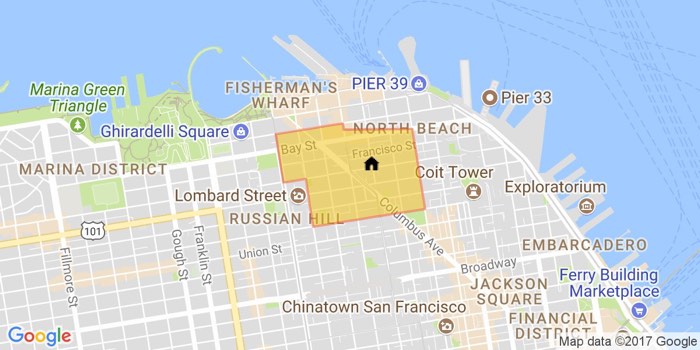 Marina Green
Triangle
FISHERMAN'S
WHARF
PIER 39
Pier 33
Ghirardelli Square
NORTH BEACH
Bay St
Francisco St
MARINA DISTRICT
Coit Tower
Lombard Street
Exploratorium
101
RUSSIAN HILL
Columbus Ave
Fillmore St
Gough St
Franklin St
Union St
EMBARCADERO
Broadway
JACKSON
SQUARE
Ferry Building
Marketplace
Chinatown San Francisco
FINANCIAL
DISTRICT
Google
Map data ©2017 Google